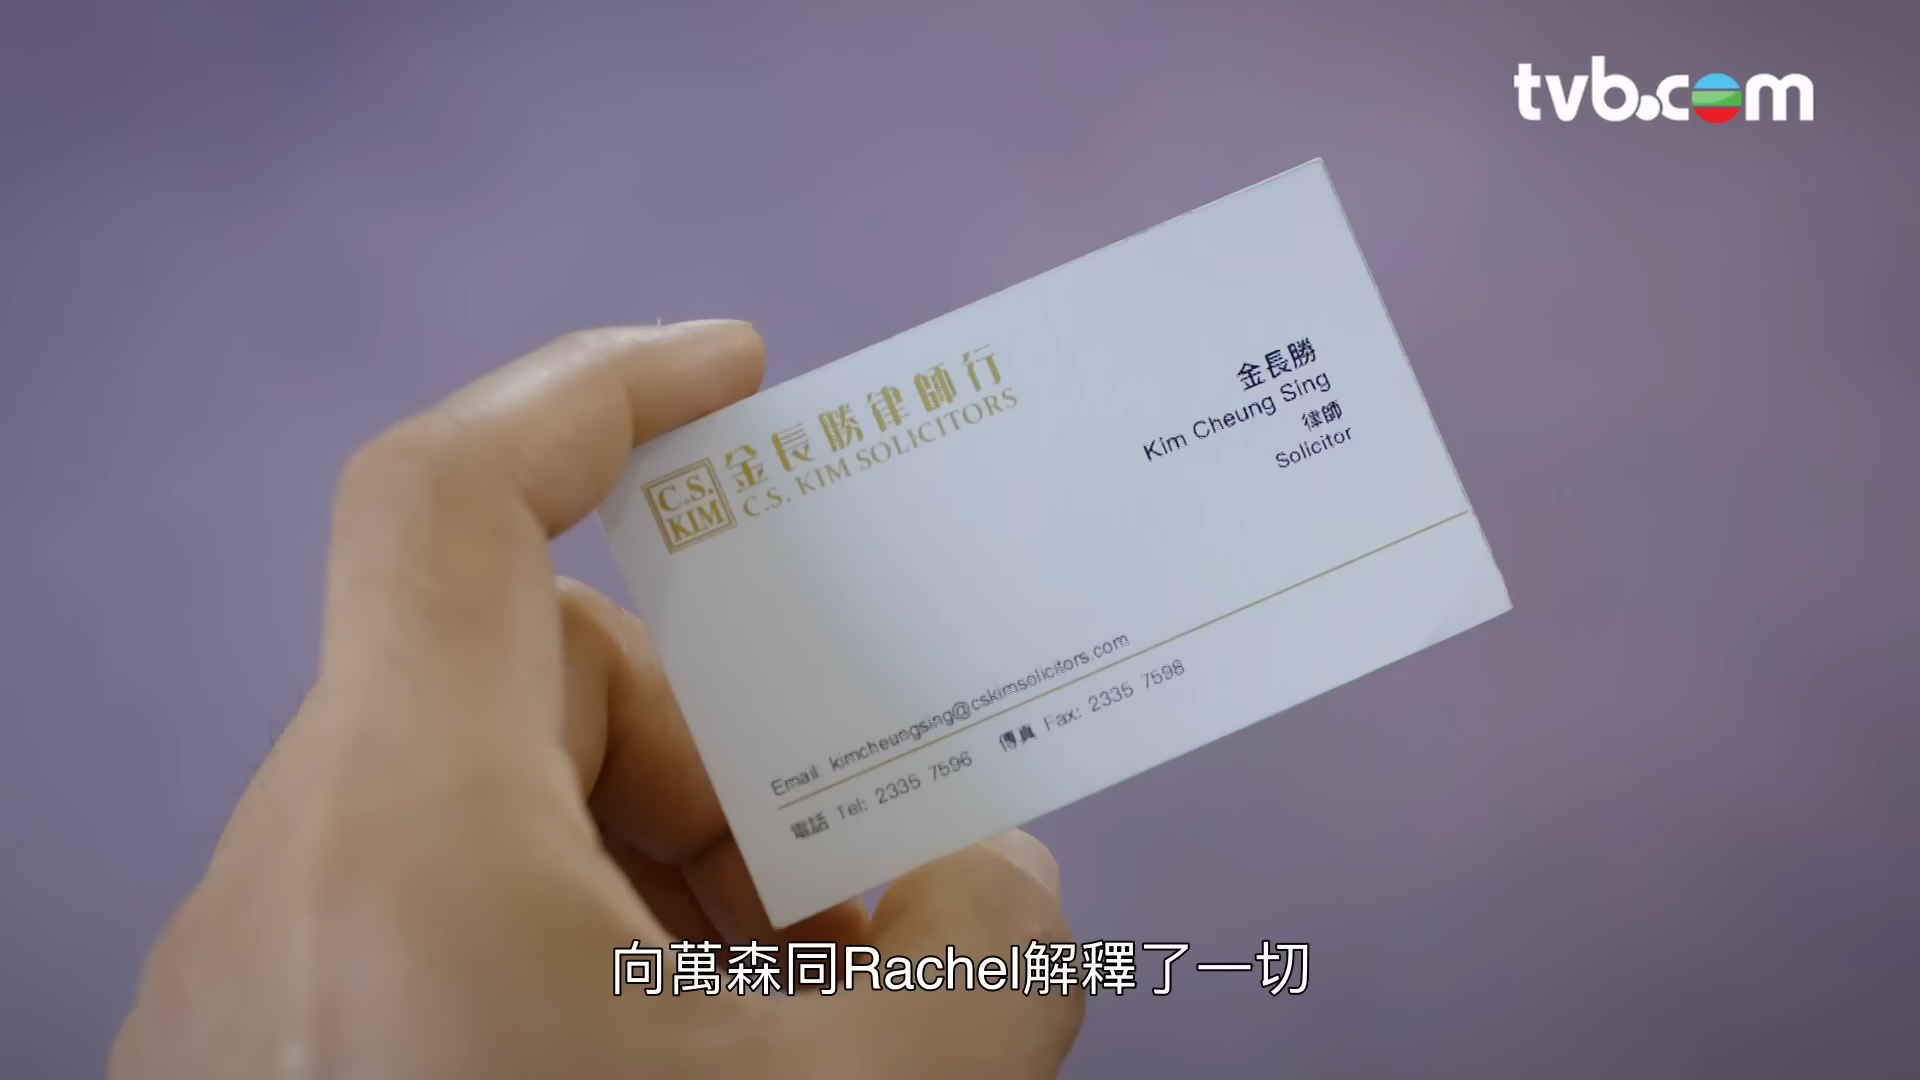 tvb.com
金長勝律師行
C.S. KIM SOLICITORS
C.S.
KIM
金長勝
Kim Cheung Sing
律師
Solicitor
Email: kimcheungsing@cskimsolicitors.com
電話 Tel: 2335 7596 傳真 Fax: 2335 7598
向萬森同Rachel解釋了一切